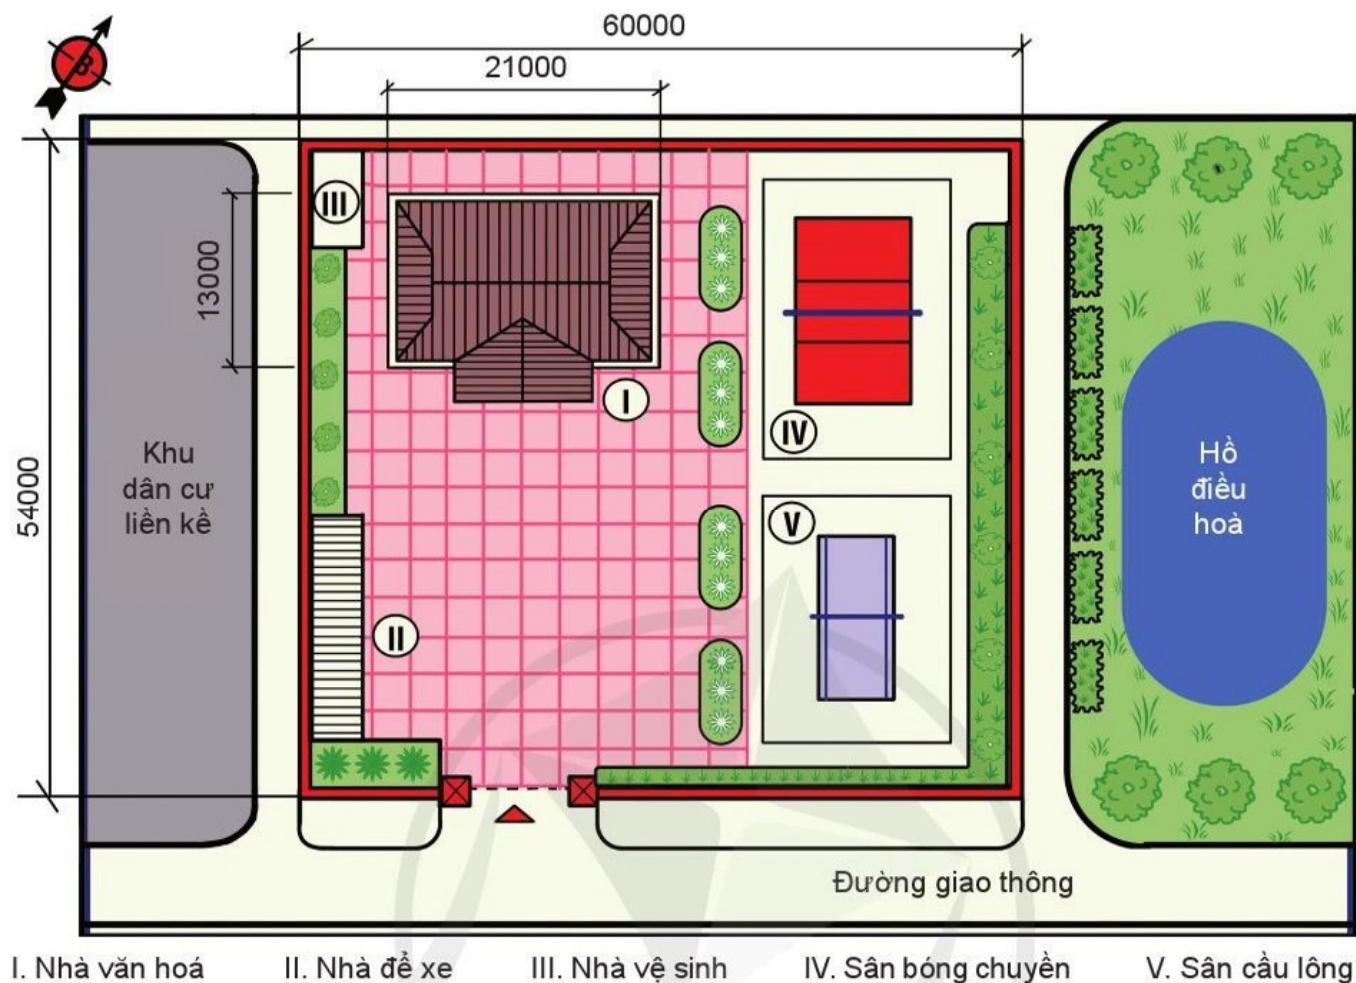 B
60000
21000
III
13000
I
IV
54000
Khu
dân cư
liền kề
Hồ
điều
hoà
V
II
Đường giao thông
I. Nhà văn hoá II. Nhà để xe III. Nhà vệ sinh IV. Sân bóng chuyền V. Sân cầu lông